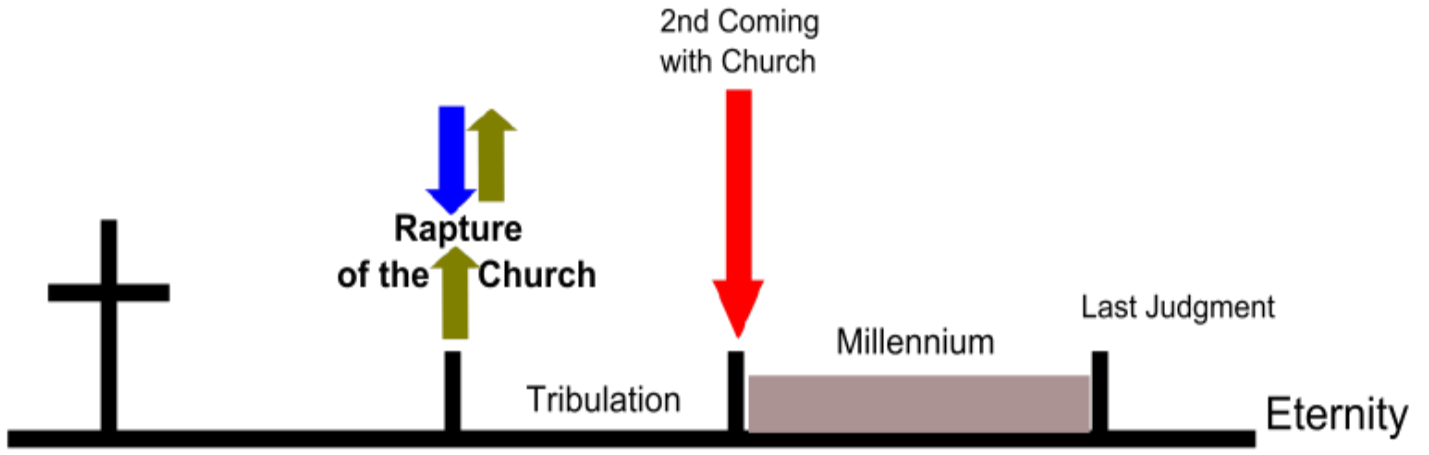 2nd Coming
with Church
Rapture
of the Church
Last Judgment
Millennium
Tribulation
Eternity